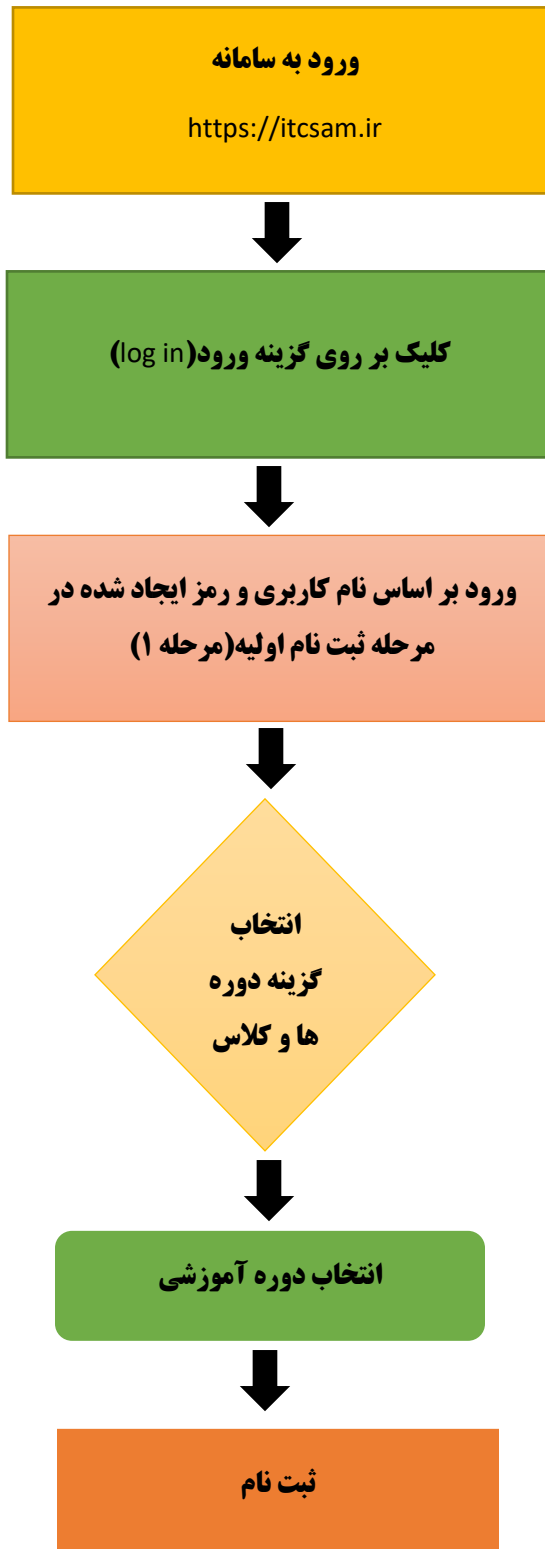 ورود به سامانه
https://itcsam.ir
کلیک بر روی گزینه ورود(log in)
ورود بر اساس نام کاربری و رمز ایجاد شده در
مرحله ثبت نام اولیه(مرحله ۱)
انتخاب
گزینه دوره
ها و کلاس
انتخاب دوره آموزشی
ثبت نام